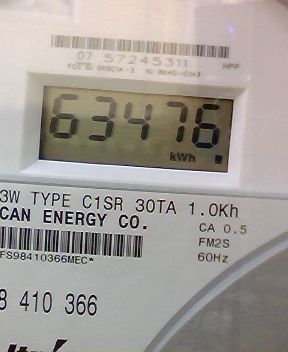 07 57245311
63476
kWh
3W TYPE C1SR 30TA 1.0Kh
CAN ENERGY CO.
CA 0.5
FM2S
FS98410366MEC*
60Hz
8 410 366